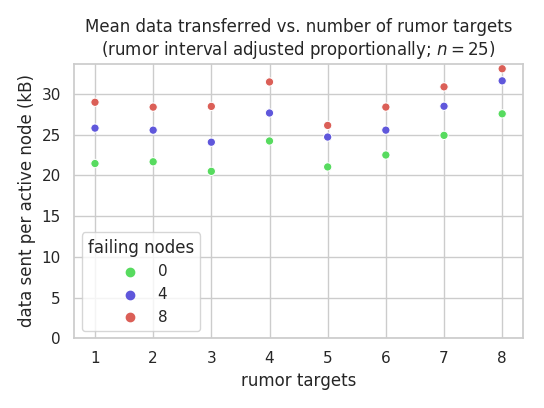 Mean data transferred vs. number of rumor targets
(rumor interval adjusted proportionally; n = 25)
data sent per active node (kB)
30
25
20
15
10
5
0
failing nodes
0
4
8
1 2 3 4 5 6 7 8
rumor targets